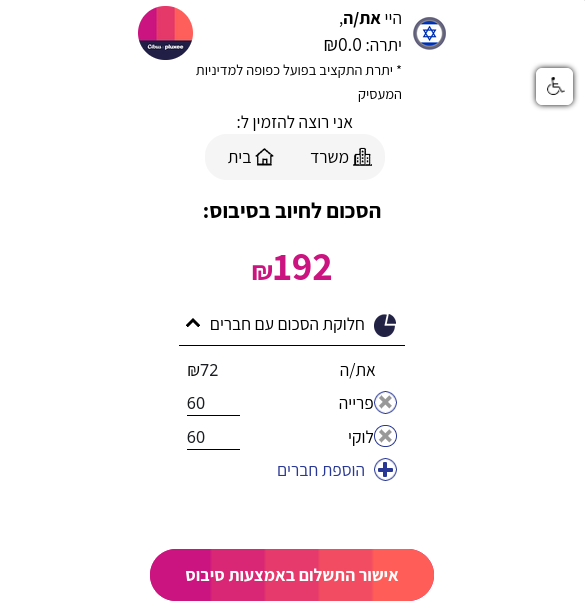 היי את/ה,
יתרה: ₪0.0
* יתרת התקציב בפועל כפופה למדיניות
המעסיק
Cibus pluxee
אני רוצה להזמין ל:
משרד
בית
הסכום לחיוב בסיבוס:
₪192
חלוקת הסכום עם חברים
את/ה ₪72
פרייה 60
לוקי 60
הוספת חברים
אישור התשלום באמצעות סיבוס